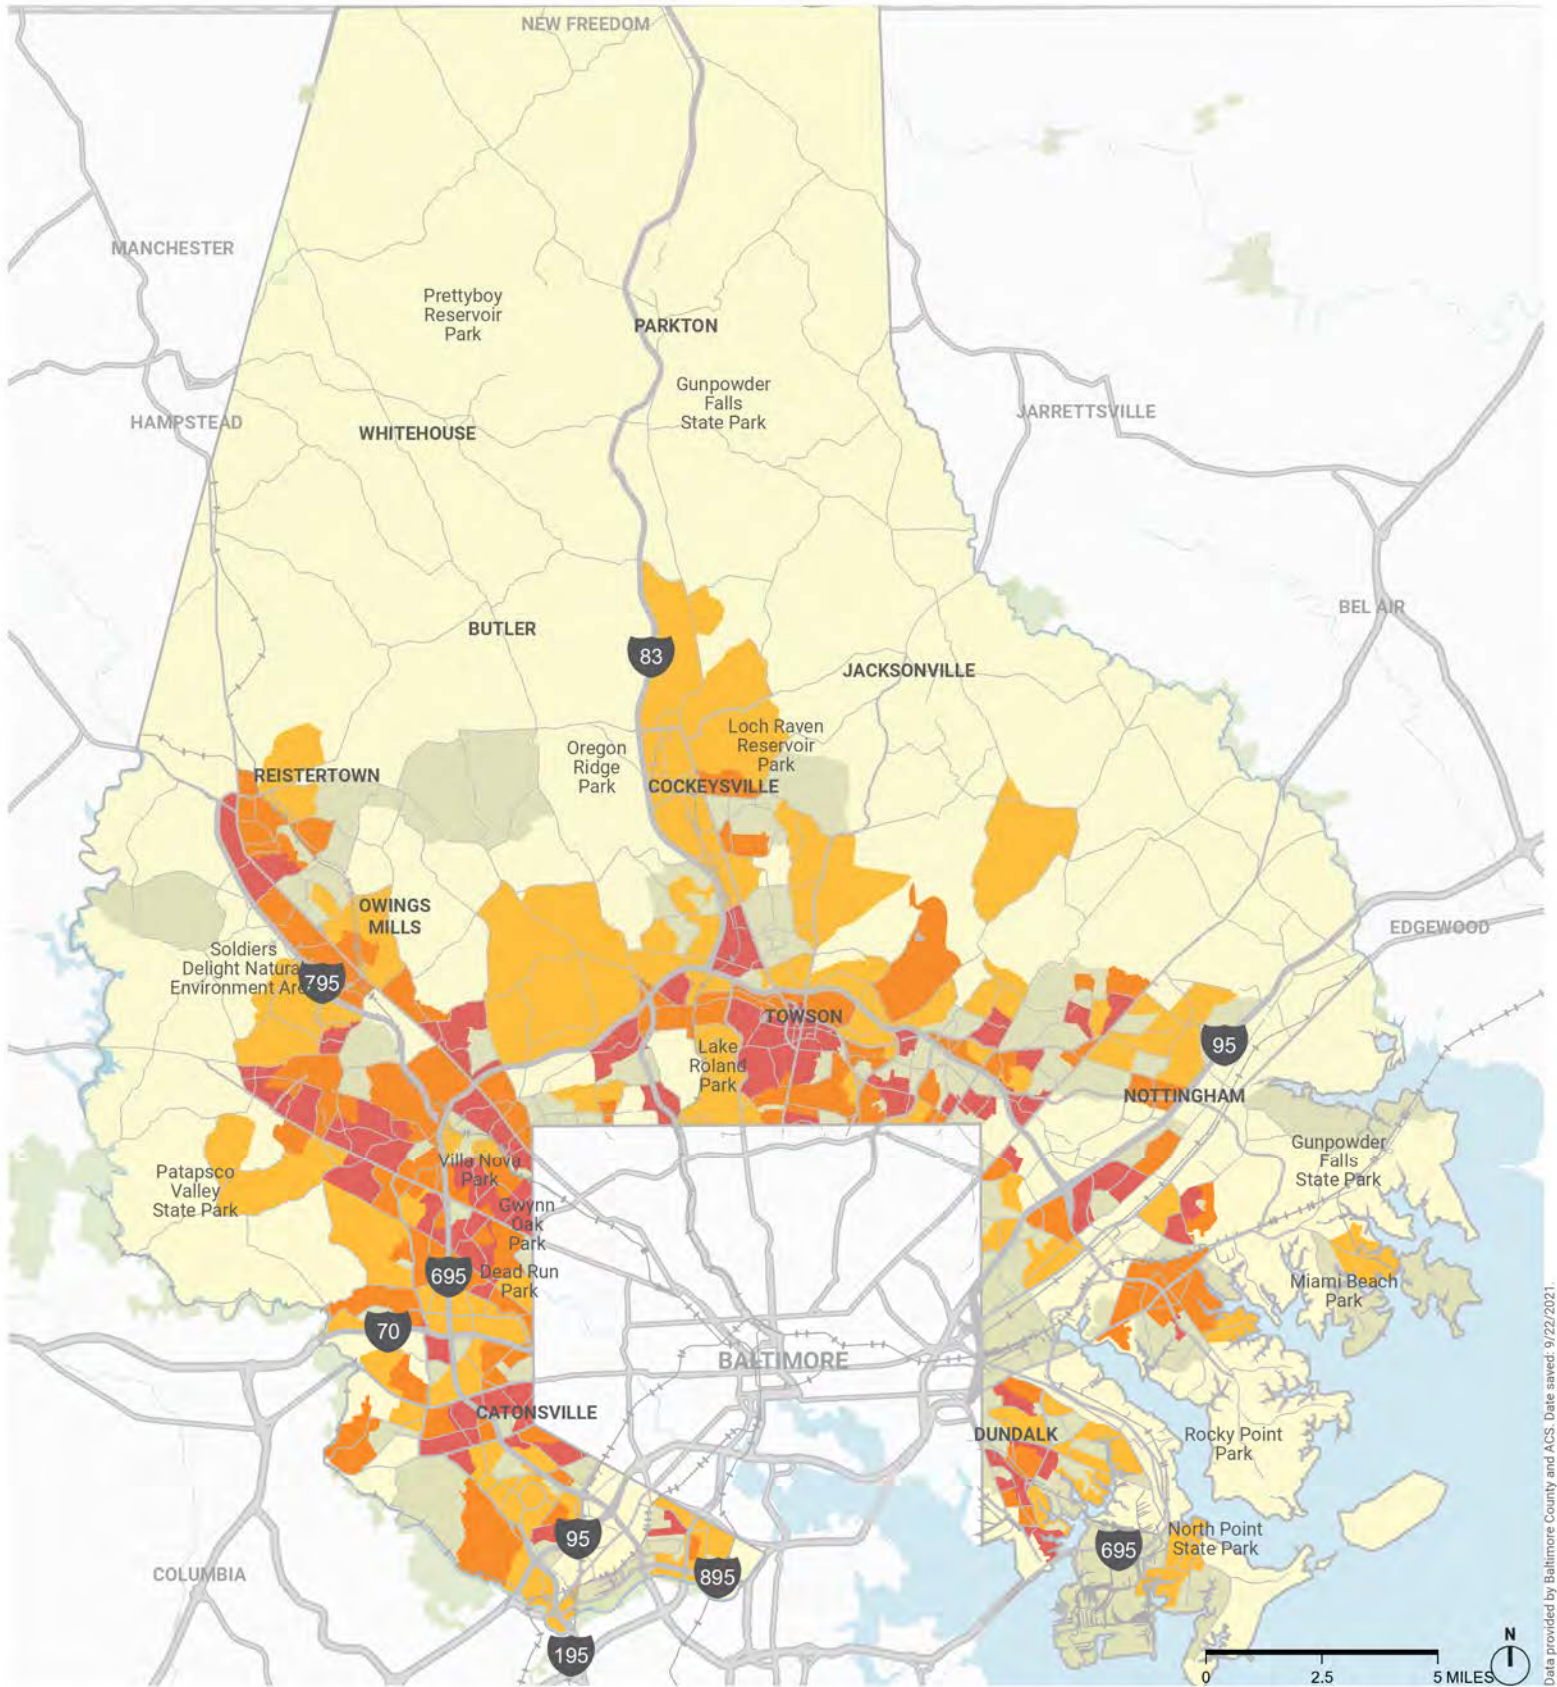 NEW FREEDOM
MANCHESTER
Prettyboy
Reservoir
Park
PARKTON
Gunpowder
Falls
State Park
HAMPSTEAD
WHITEHOUSE
JARRETTSVILLE
BEL AIR
BUTLER
83
JACKSONVILLE
Loch Raven
Reservoir
Park
Oregon
Ridge
Park
REISTERTOWN
COCKEYSVILLE
OWINGS
MILLS
EDGEWOOD
Soldiers
Delight Natural
Environment Are
795
TOWSON
95
Lake
Roland
Park
NOTTINGHAM
Gunpowder
Falls
State Park
Villa Nova
Park
Patapsco
Valley
State Park
Gwynn
Oak
Park
695
Dead Run
Park
Miami Beach
Park
70
BALTIMORE
CATONSVILLE
DUNDALK
Rocky Point
Park
95
North Point
State Park
695
COLUMBIA
895
195
N
0
2.5
5 MILES
Data provided by Baltimore County and ACS. Date saved: 9/22/2021.